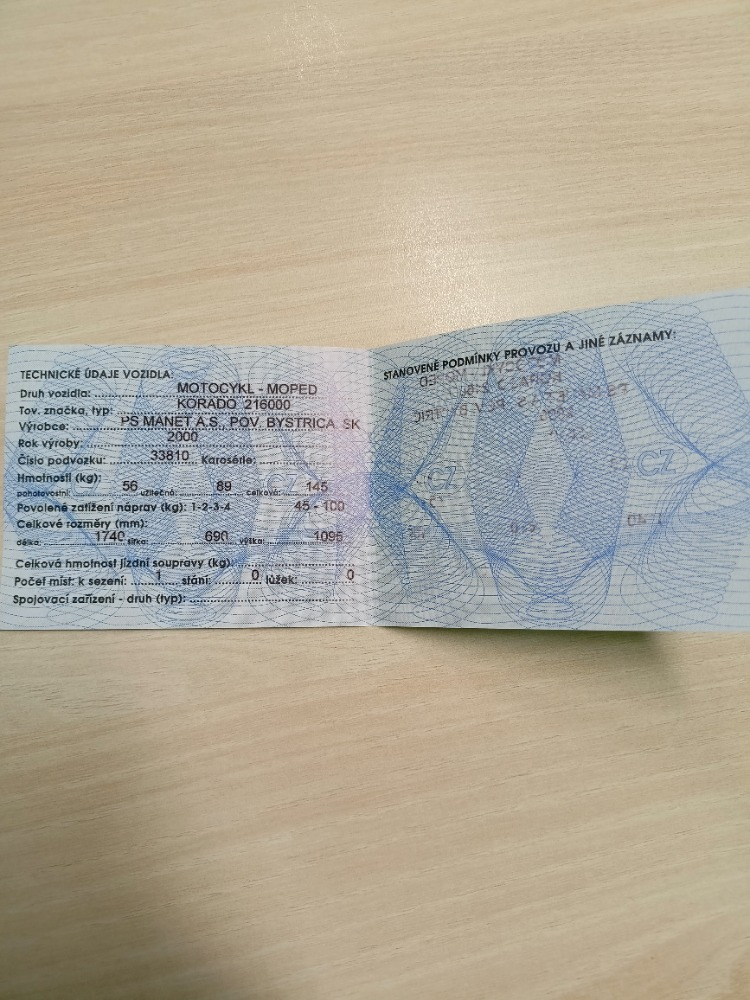 TECHNICKÉ ÚDAJE VOZIDLA:
Druh vozidla: MOTOCYKL - MOPED
Tov. značka, typ: KORADO 216000
Výrobce: PS MANET A.S., POV. BYSTRICA SK
Rok výroby: 2000
Číslo podvozku: 33810 Karosérie:
Hmotnosti (kg):
pohotovostní: 56 užitečná: 89 celková: 145
Povolené zatížení náprav (kg): 1-2-3-4 45 - 100
Celkové rozměry (mm):
délka: 1740 šířka: 690 výška: 1095
Celková hmotnost jízdní soupravy (kg):
Počet míst: k sezení: 1 stání: 0 lůžek: 0
Spojovací zařízení - druh (typ):
STANOVENÉ PODMÍNKY PROVOZU A JINÉ ZÁZNAMY:
CZ
CZ